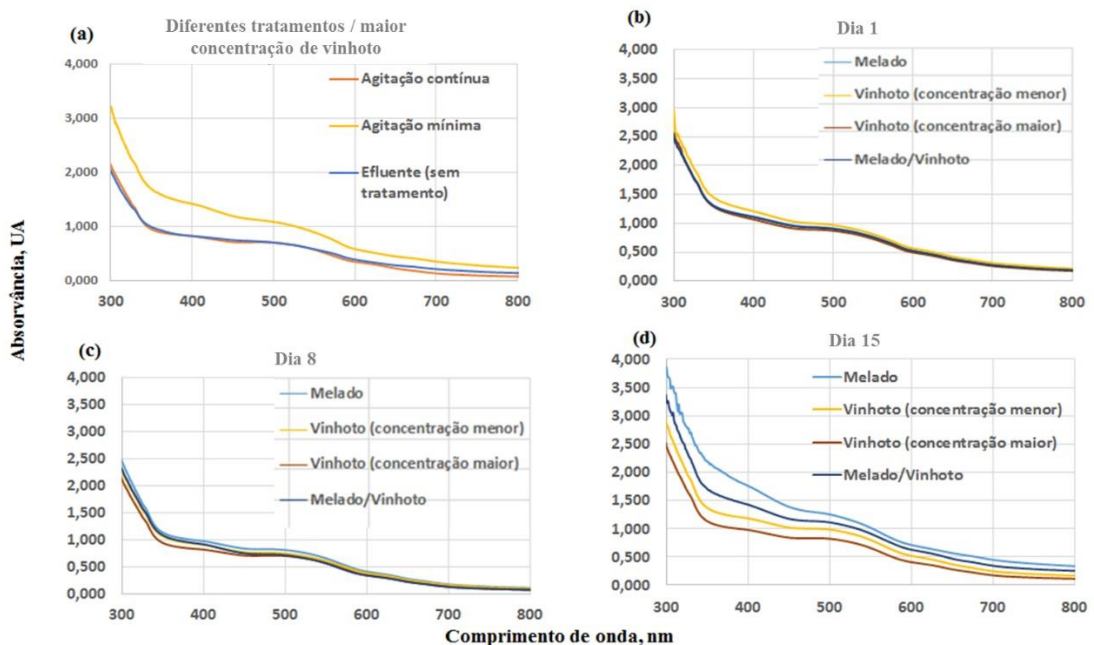 Absorvância, UA
(a)
Diferentes tratamentos / maior
concentração de vinhoto
4,000
3,000
2,000
1,000
0,000
Agitação contínua
Agitação mínima
Efluente (sem
tratamento)
300 400 500 600 700 800
(b)
Dia 1
4,000
3,500
3,000
2,500
2,000
1,500
1,000
0,500
0,000
Melado
Vinhoto (concentração menor)
Vinhoto (concentração maior)
Melado/Vinhoto
300 400 500 600 700 800
(c)
Dia 8
4,000
3,500
3,000
2,500
2,000
1,500
1,000
0,500
0,000
Melado
Vinhoto (concentração menor)
Vinhoto (concentração maior)
Melado/Vinhoto
300 400 500 600 700 800
(d)
Dia 15
4,000
3,500
3,000
2,500
2,000
1,500
1,000
0,500
0,000
Melado
Vinhoto (concentração menor)
Vinhoto (concentração maior)
Melado/Vinhoto
300 400 500 600 700 800
Comprimento de onda, nm